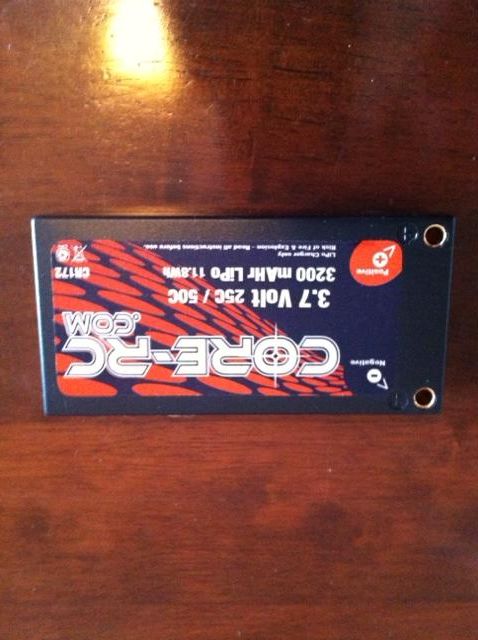 CORE-RC
.COM
3.7 Volt 25C / 50C
3200 mAHr LiPo 11.8Wh
LiPo Charger only
Risk of Fire & Explosion - Read all instructions before use.
CR172
Negative
Positive